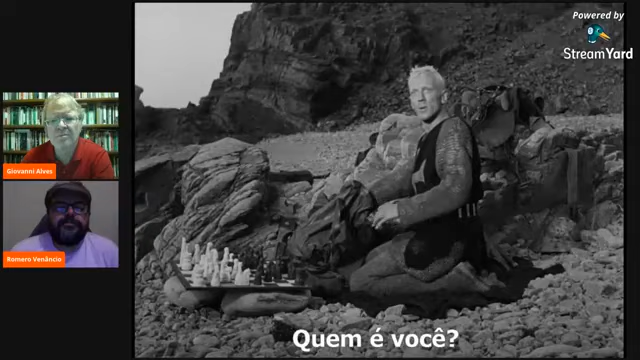 Powered by
StreamYard
Giovanni Alves
Romero Venâncio
Quem é você?